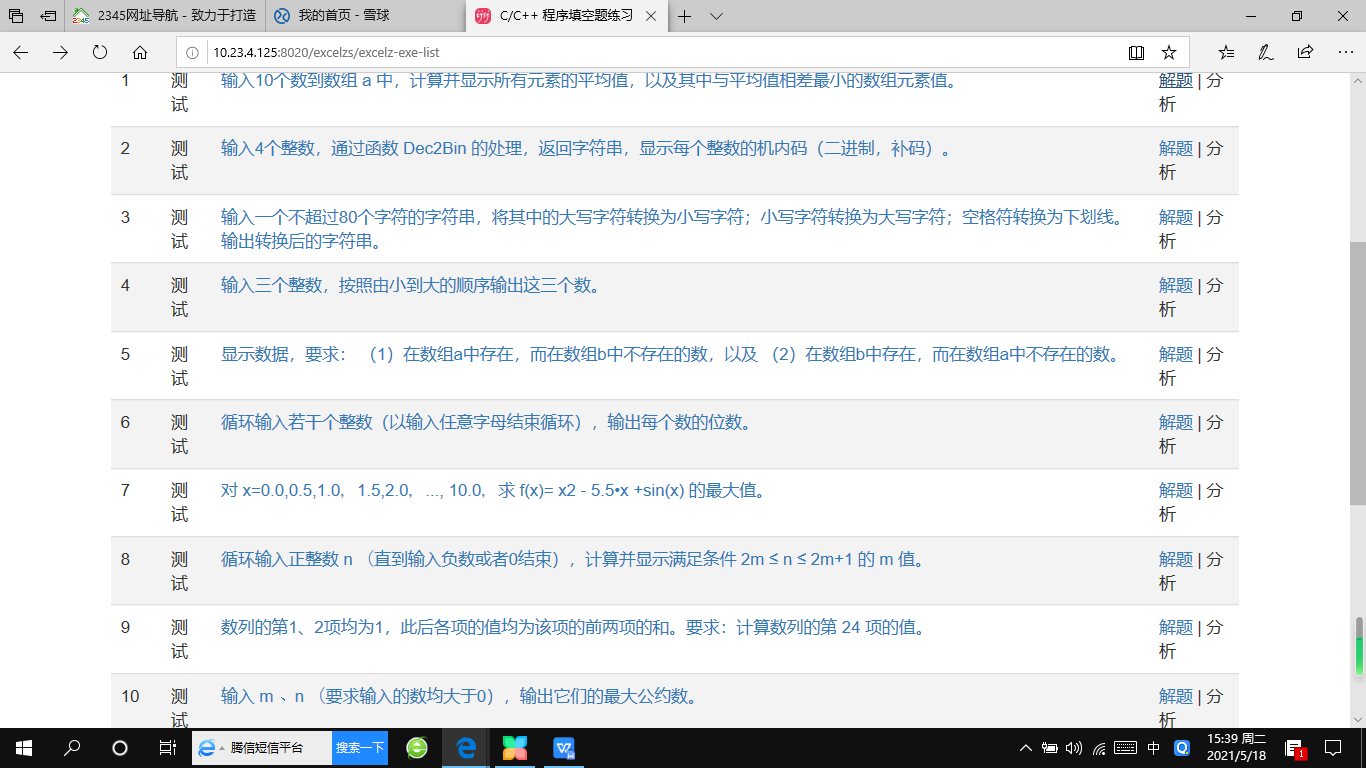 2345网址导航 - 致力于打造
我的首页 - 雪球
C/C++ 程序填空题练习
10.23.4.125:8020/excelzs/excelz-exe-list
1 测试 输入10个数到数组 a 中，计算并显示所有元素的平均值，以及其中与平均值相差最小的数组元素值。 解题 | 分析
2 测试 输入4个整数，通过函数 Dec2Bin 的处理，返回字符串，显示每个整数的机内码（二进制，补码）。 解题 | 分析
3 测试 输入一个不超过80个字符的字符串，将其中的大写字符转换为小写字符；小写字符转换为大写字符；空格符转换为下划线。
输出转换后的字符串。 解题 | 分析
4 测试 输入三个整数，按照由小到大的顺序输出这三个数。 解题 | 分析
5 测试 显示数据，要求： （1）在数组a中存在，而在数组b中不存在的数，以及 （2）在数组b中存在，而在数组a中不存在的数。 解题 | 分析
6 测试 循环输入若干个整数（以输入任意字母结束循环），输出每个数的位数。 解题 | 分析
7 测试 对 x=0.0,0.5,1.0，1.5,2.0，..., 10.0，求 f(x)= x2 - 5.5•x +sin(x) 的最大值。 解题 | 分析
8 测试 循环输入正整数 n （直到输入负数或者0结束），计算并显示满足条件 2m ≤ n ≤ 2m+1 的 m 值。 解题 | 分析
9 测试 数列的第1、2项均为1，此后各项的值均为该项的前两项的和。要求：计算数列的第 24 项的值。 解题 | 分析
10 测试 输入 m 、n （要求输入的数均大于0），输出它们的最大公约数。 解题 | 分析
腾信短信平台 搜索一下
中
15:39 周二
2021/5/18
1